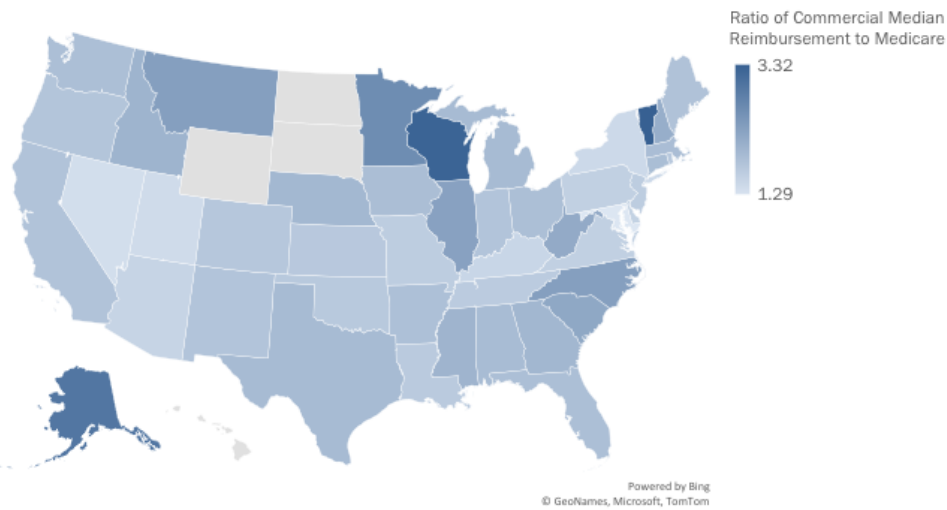 Ratio of Commercial Median
Reimbursement to Medicare
3.32
1.29
Powered by Bing
© GeoNames, Microsoft, TomTom